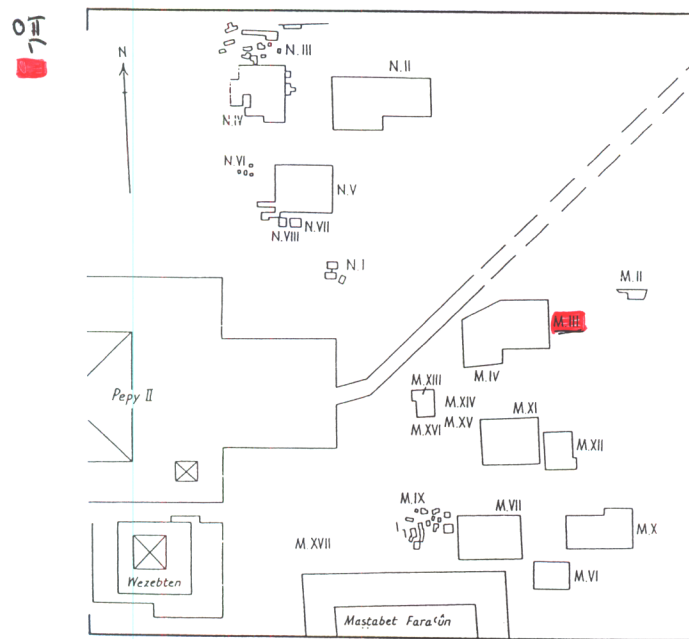 N
N.III
N.II
N.IV
N.VI
N.V
N.VII
N.VIII
N.I
M.II
M.III
M.IV
Pepy II
M.XIII
M.XIV
M.XI
M.XVI
M.XV
M.XII
M.IX
M.VII
M.XVII
M.X
Wezebten
M.VI
Mastabet Faraʿûn